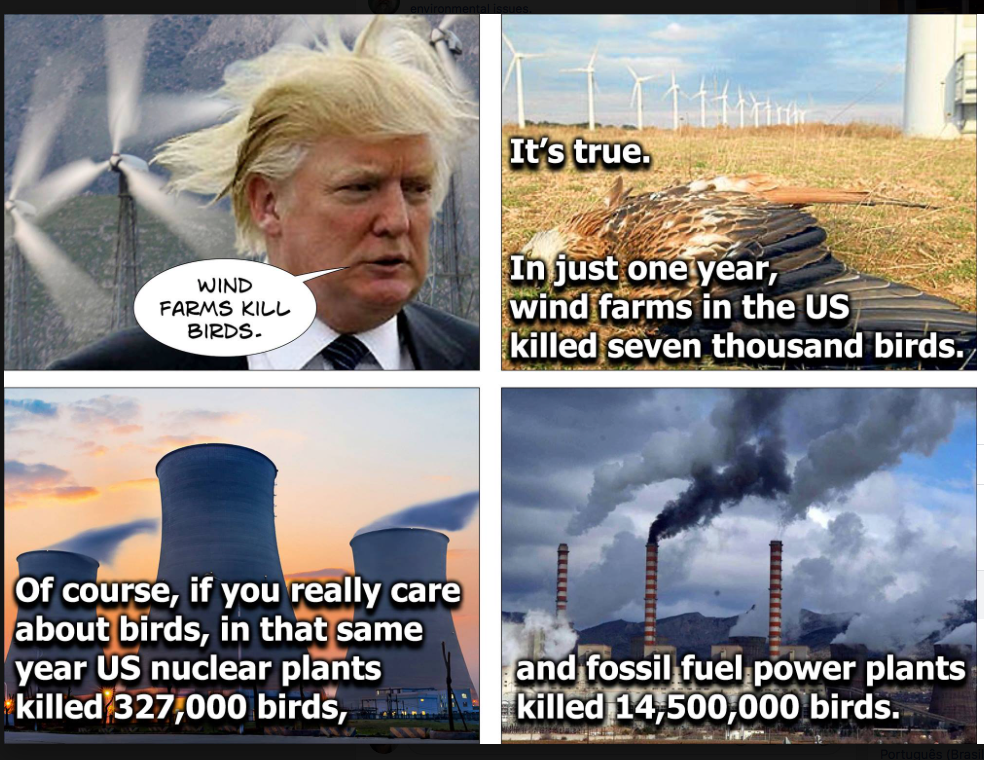 environmental issues.
WIND
FARMS KILL
BIRDS.
It's true.
In just one year,
wind farms in the US
killed seven thousand birds.
Of course, if you really care
about birds, in that same
year US nuclear plants
killed 327,000 birds,
and fossil fuel power plants
killed 14,500,000 birds.